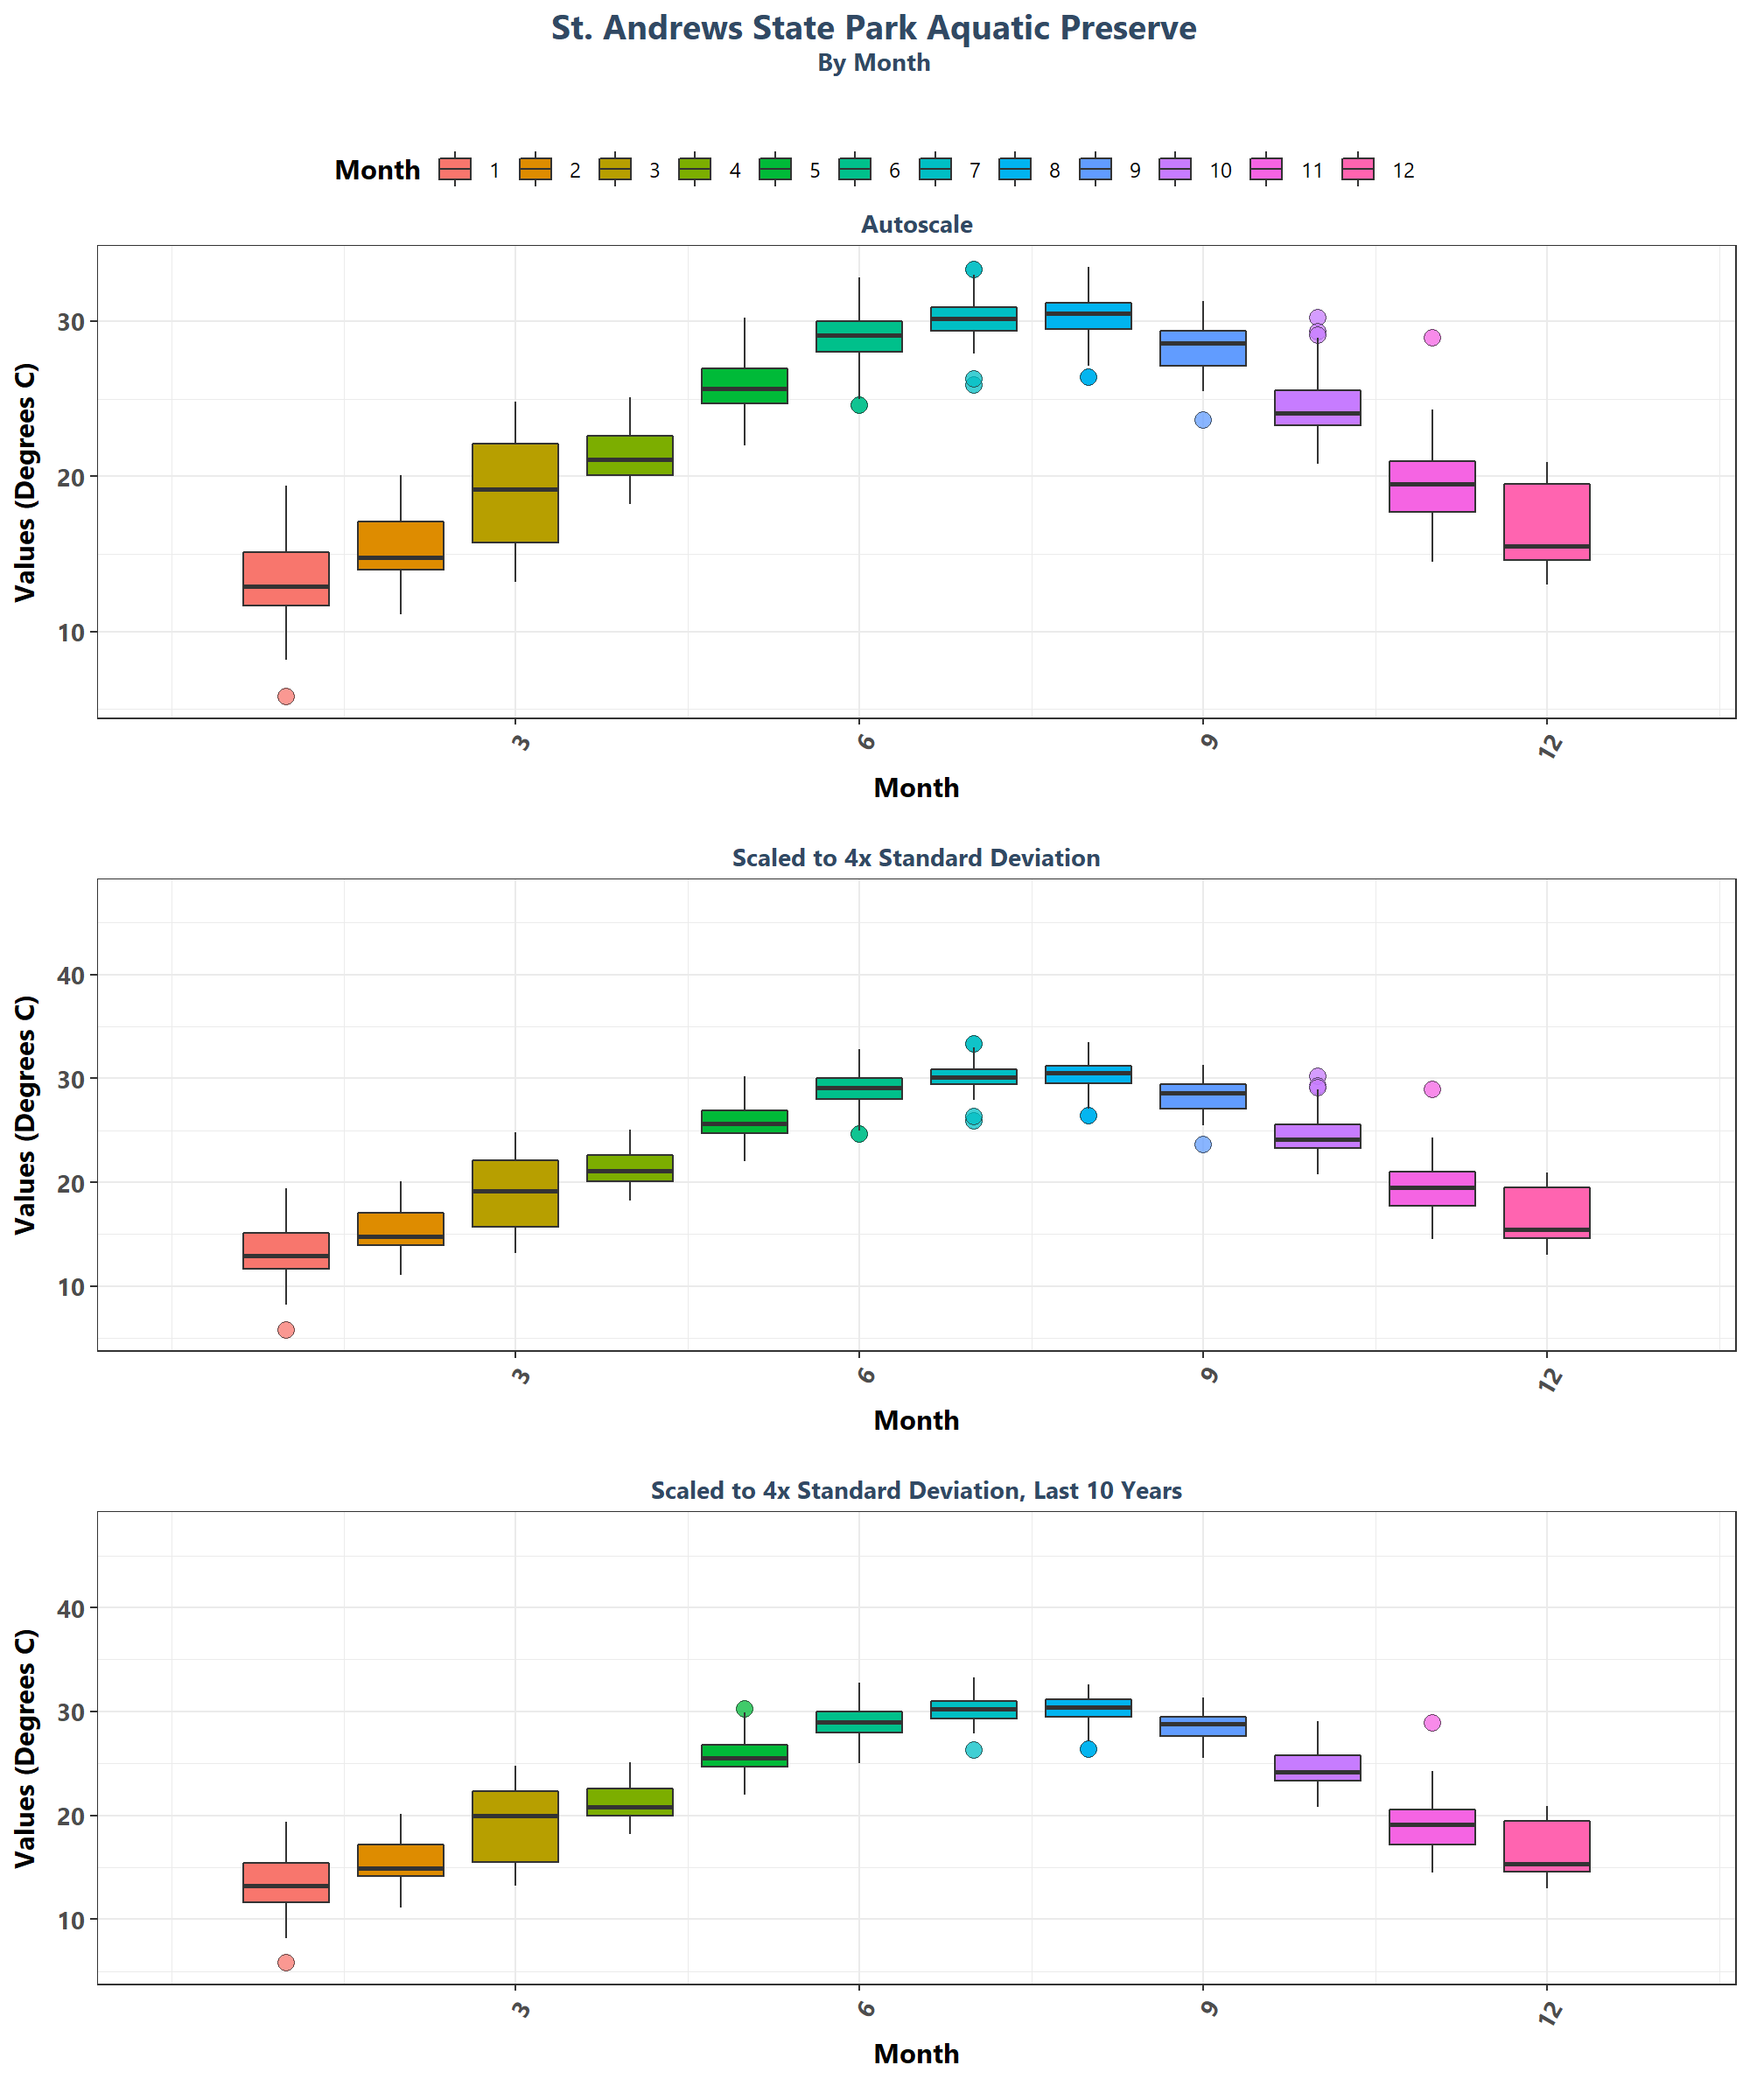 St. Andrews State Park Aquatic Preserve
By Month
Month 1 2 3 4 5 6 7 8 9 10 11 12
Autoscale
Values (Degrees C)
30
20
10
3 6 9 12
Month
Scaled to 4x Standard Deviation
Values (Degrees C)
40
30
20
10
3 6 9 12
Month
Scaled to 4x Standard Deviation, Last 10 Years
Values (Degrees C)
40
30
20
10
3 6 9 12
Month